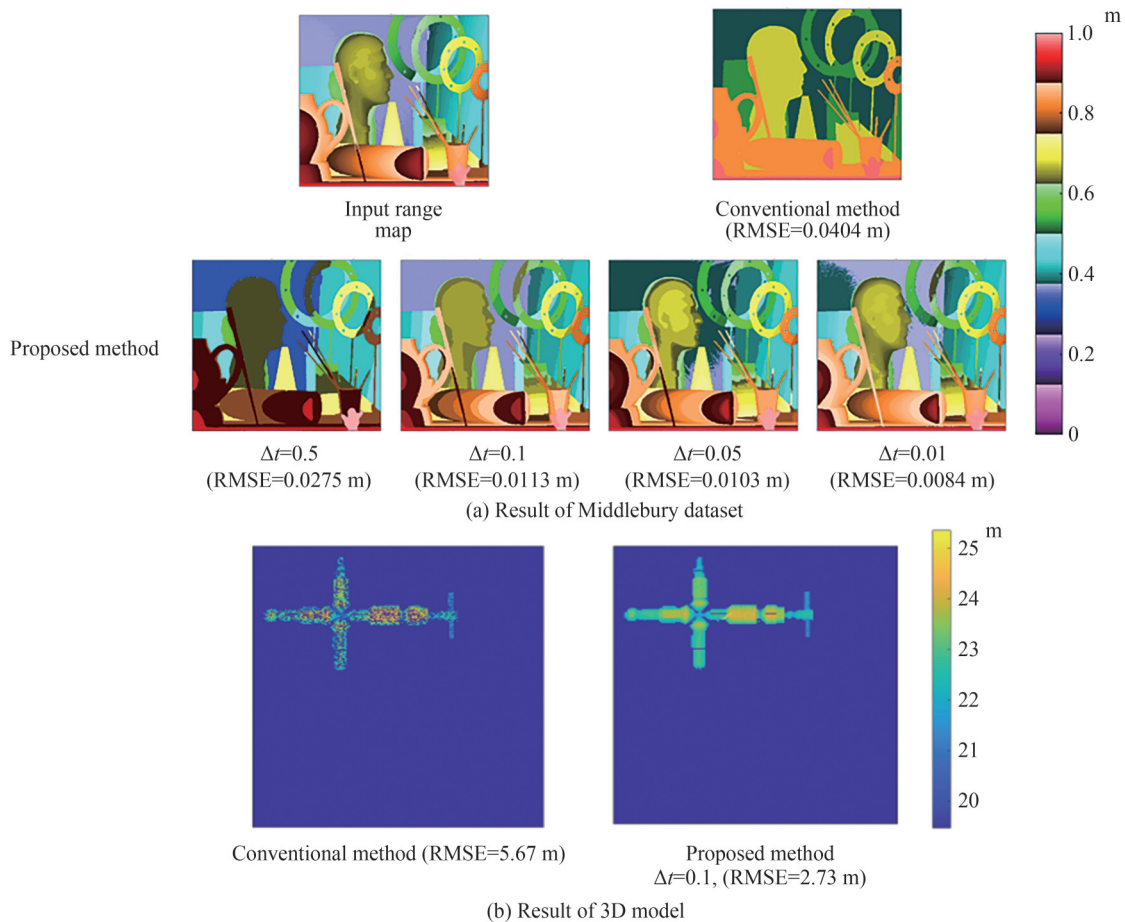 m
1.0
0.8
0.6
0.4
0.2
0
Input range
map
Conventional method
(RMSE=0.0404 m)
Proposed method
Δt=0.5
(RMSE=0.0275 m)
Δt=0.1
(RMSE=0.0113 m)
Δt=0.05
(RMSE=0.0103 m)
Δt=0.01
(RMSE=0.0084 m)
(a) Result of Middlebury dataset
m
25
24
23
22
21
20
Conventional method (RMSE=5.67 m)
Proposed method
Δt=0.1, (RMSE=2.73 m)
(b) Result of 3D model